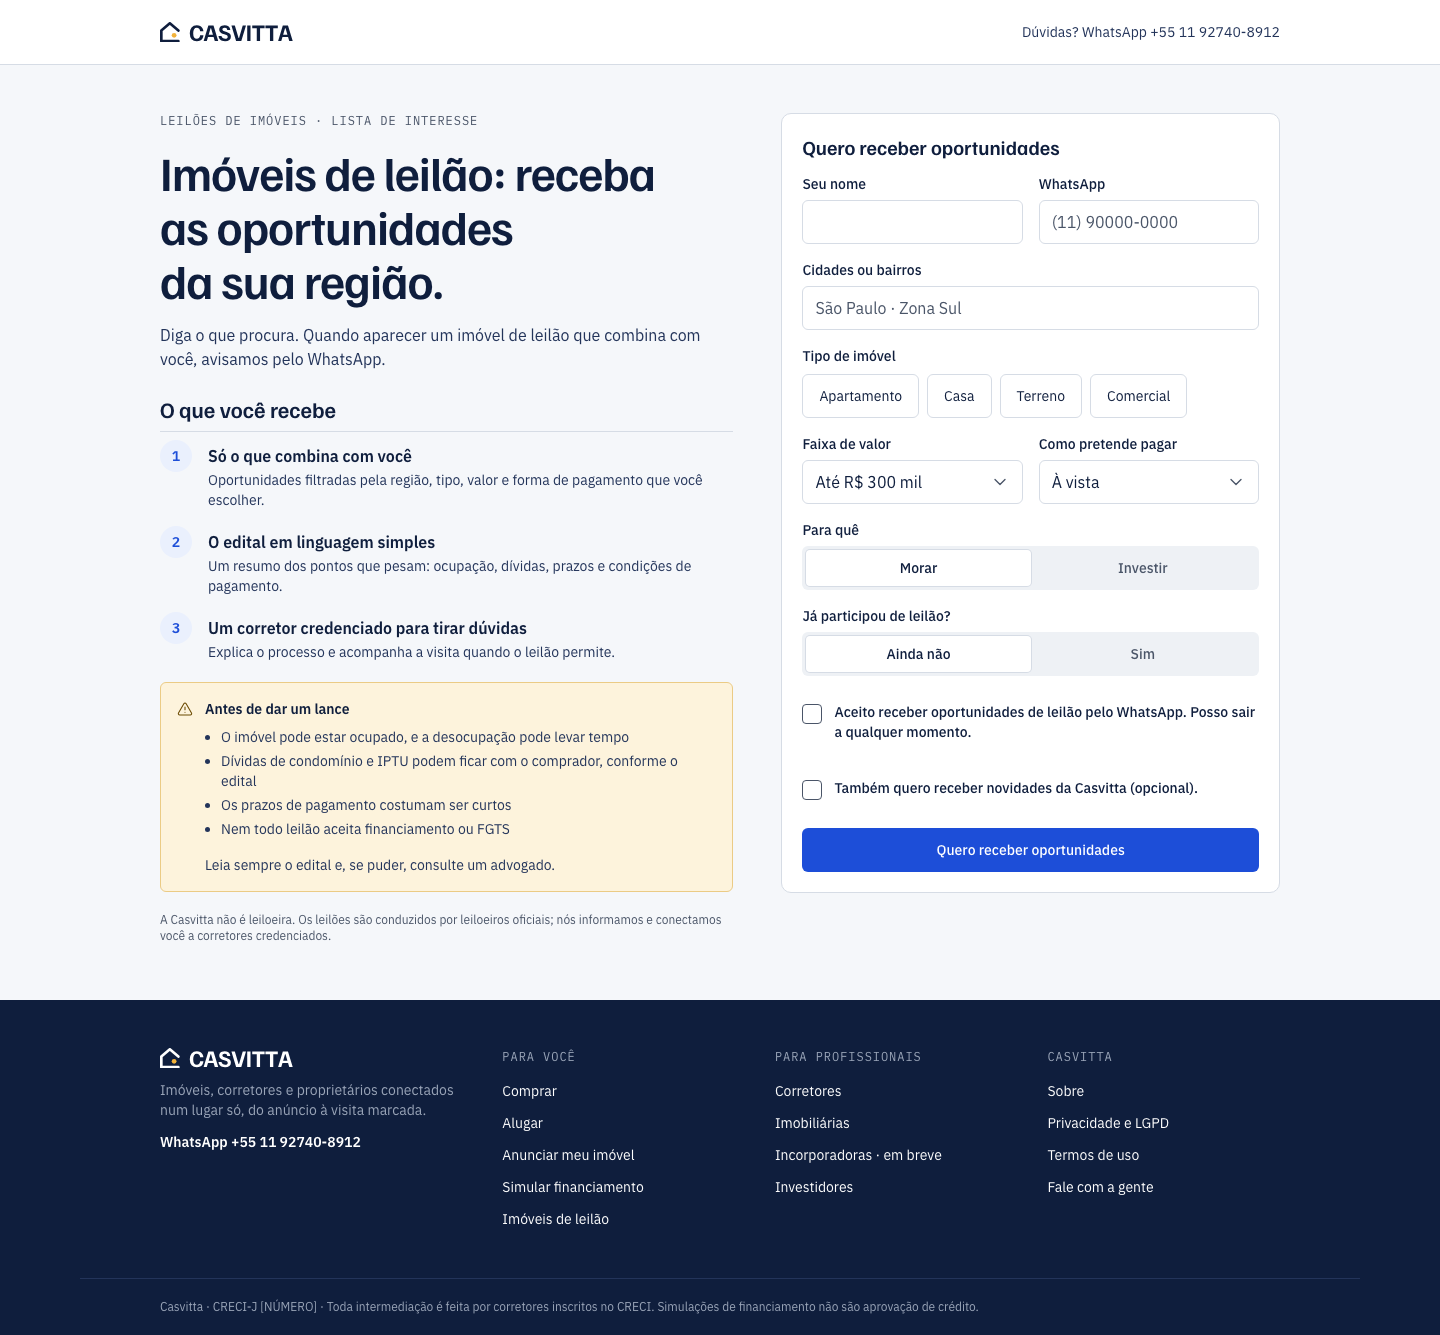 CASVITTA
Dúvidas? WhatsApp +55 11 92740-8912
LEILÕES DE IMÓVEIS · LISTA DE INTERESSE
Imóveis de leilão: receba
as oportunidades
da sua região.
Diga o que procura. Quando aparecer um imóvel de leilão que combina com
você, avisamos pelo WhatsApp.
O que você recebe
1
Só o que combina com você
Oportunidades filtradas pela região, tipo, valor e forma de pagamento que você
escolher.
2
O edital em linguagem simples
Um resumo dos pontos que pesam: ocupação, dívidas, prazos e condições de
pagamento.
3
Um corretor credenciado para tirar dúvidas
Explica o processo e acompanha a visita quando o leilão permite.
Antes de dar um lance
• O imóvel pode estar ocupado, e a desocupação pode levar tempo
• Dívidas de condomínio e IPTU podem ficar com o comprador, conforme o
edital
• Os prazos de pagamento costumam ser curtos
• Nem todo leilão aceita financiamento ou FGTS
Leia sempre o edital e, se puder, consulte um advogado.
A Casvitta não é leiloeira. Os leilões são conduzidos por leiloeiros oficiais; nós informamos e conectamos
você a corretores credenciados.
Quero receber oportunidades
Seu nome
WhatsApp
(11) 90000-0000
Cidades ou bairros
São Paulo · Zona Sul
Tipo de imóvel
Apartamento
Casa
Terreno
Comercial
Faixa de valor
Como pretende pagar
Até R$ 300 mil
À vista
Para quê
Morar
Investir
Já participou de leilão?
Ainda não
Sim
Aceito receber oportunidades de leilão pelo WhatsApp. Posso sair
a qualquer momento.
Também quero receber novidades da Casvitta (opcional).
Quero receber oportunidades
CASVITTA
Imóveis, corretores e proprietários conectados
num lugar só, do anúncio à visita marcada.
WhatsApp +55 11 92740-8912
PARA VOCÊ
Comprar
Alugar
Anunciar meu imóvel
Simular financiamento
Imóveis de leilão
PARA PROFISSIONAIS
Corretores
Imobiliárias
Incorporadoras · em breve
Investidores
CASVITTA
Sobre
Privacidade e LGPD
Termos de uso
Fale com a gente
Casvitta · CRECI-J [NÚMERO] · Toda intermediação é feita por corretores inscritos no CRECI. Simulações de financiamento não são aprovação de crédito.